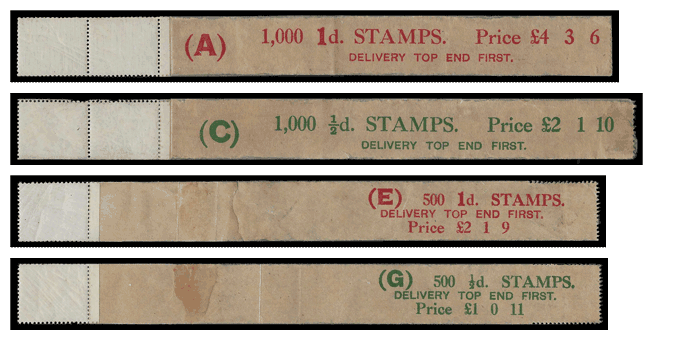 (A) 1,000 1d. STAMPS. Price £4 3 6
DELIVERY TOP END FIRST.
(C) 1,000 ½d. STAMPS. Price £2 1 10
DELIVERY TOP END FIRST.
(E) 500 1d. STAMPS.
DELIVERY TOP END FIRST.
Price £2 1 9
(G) 500 ½d. STAMPS.
DELIVERY TOP END FIRST.
Price £1 0 11